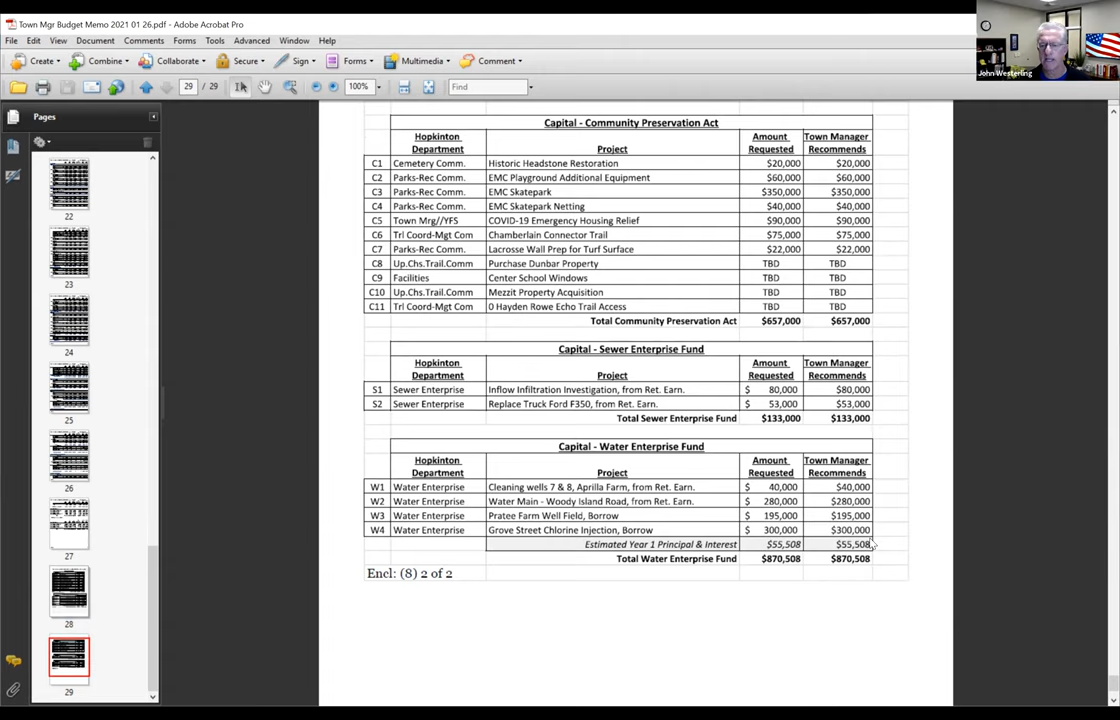 Town Mgr Budget Memo 2021 01 26.pdf - Adobe Acrobat Pro
File Edit View Document Comments Forms Tools Advanced Window Help
Create Combine Collaborate Secure Sign Forms Multimedia Comment
29 / 29 100% Find
John Westerling
Pages
22
23
24
25
26
27
28
29
Capital - Community Preservation Act
Hopkinton Department Project Amount Requested Town Manager Recommends
C1 Cemetery Comm. Historic Headstone Restoration $20,000 $20,000
C2 Parks-Rec Comm. EMC Playground Additional Equipment $60,000 $60,000
C3 Parks-Rec Comm. EMC Skatepark $350,000 $350,000
C4 Parks-Rec Comm. EMC Skatepark Netting $40,000 $40,000
C5 Town Mrg//YFS COVID-19 Emergency Housing Relief $90,000 $90,000
C6 Trl Coord-Mgt Com Chamberlain Connector Trail $75,000 $75,000
C7 Parks-Rec Comm. Lacrosse Wall Prep for Turf Surface $22,000 $22,000
C8 Up.Chs.Trail.Comm Purchase Dunbar Property TBD TBD
C9 Facilities Center School Windows TBD TBD
C10 Up.Chs.Trail.Comm Mezzit Property Acquisition TBD TBD
C11 Trl Coord-Mgt Com 0 Hayden Rowe Echo Trail Access TBD TBD
Total Community Preservation Act $657,000 $657,000
Capital - Sewer Enterprise Fund
Hopkinton Department Project Amount Requested Town Manager Recommends
S1 Sewer Enterprise Inflow Infiltration Investigation, from Ret. Earn. $ 80,000 $80,000
S2 Sewer Enterprise Replace Truck Ford F350, from Ret. Earn. $ 53,000 $53,000
Total Sewer Enterprise Fund $133,000 $133,000
Capital - Water Enterprise Fund
Hopkinton Department Project Amount Requested Town Manager Recommends
W1 Water Enterprise Cleaning wells 7 & 8, Aprilla Farm, from Ret. Earn. $ 40,000 $40,000
W2 Water Enterprise Water Main - Woody Island Road, from Ret. Earn. $ 280,000 $280,000
W3 Water Enterprise Pratee Farm Well Field, Borrow $ 195,000 $195,000
W4 Water Enterprise Grove Street Chlorine Injection, Borrow $ 300,000 $300,000
Estimated Year 1 Principal & Interest $55,508 $55,508
Total Water Enterprise Fund $870,508 $870,508
Encl: (8) 2 of 2